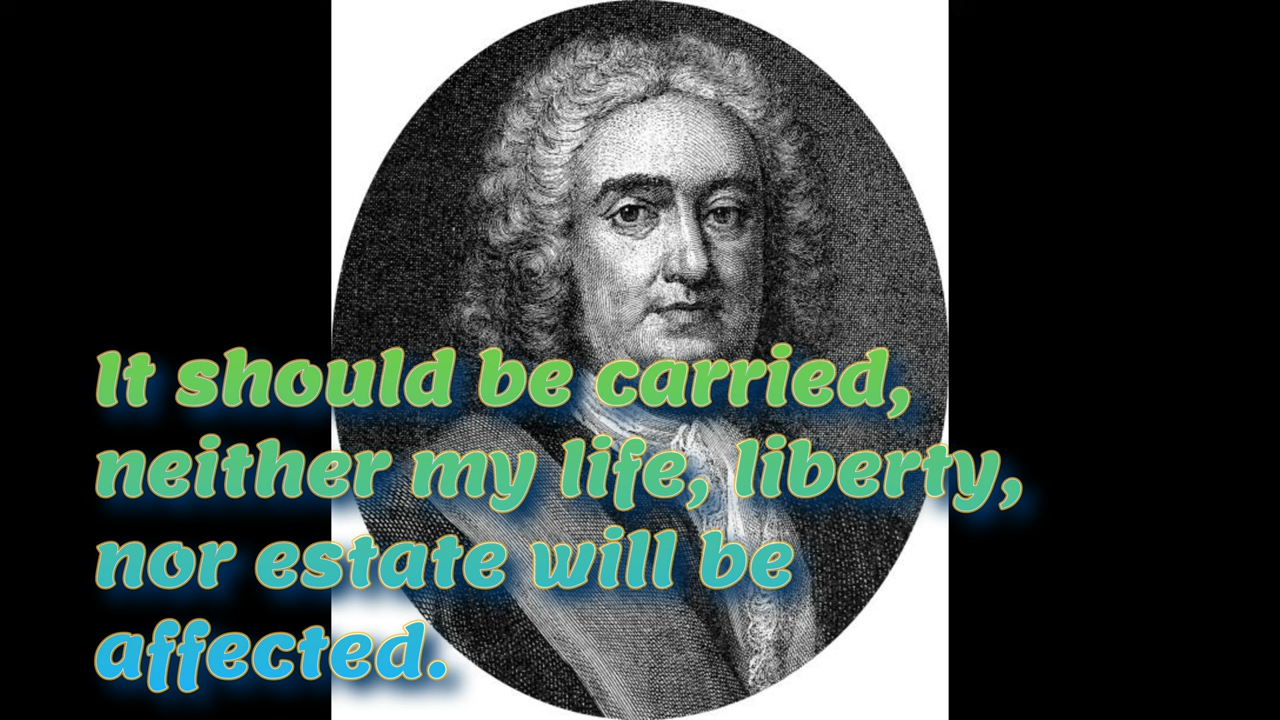 It should be carried,
neither my life, liberty,
nor estate will be
affected.